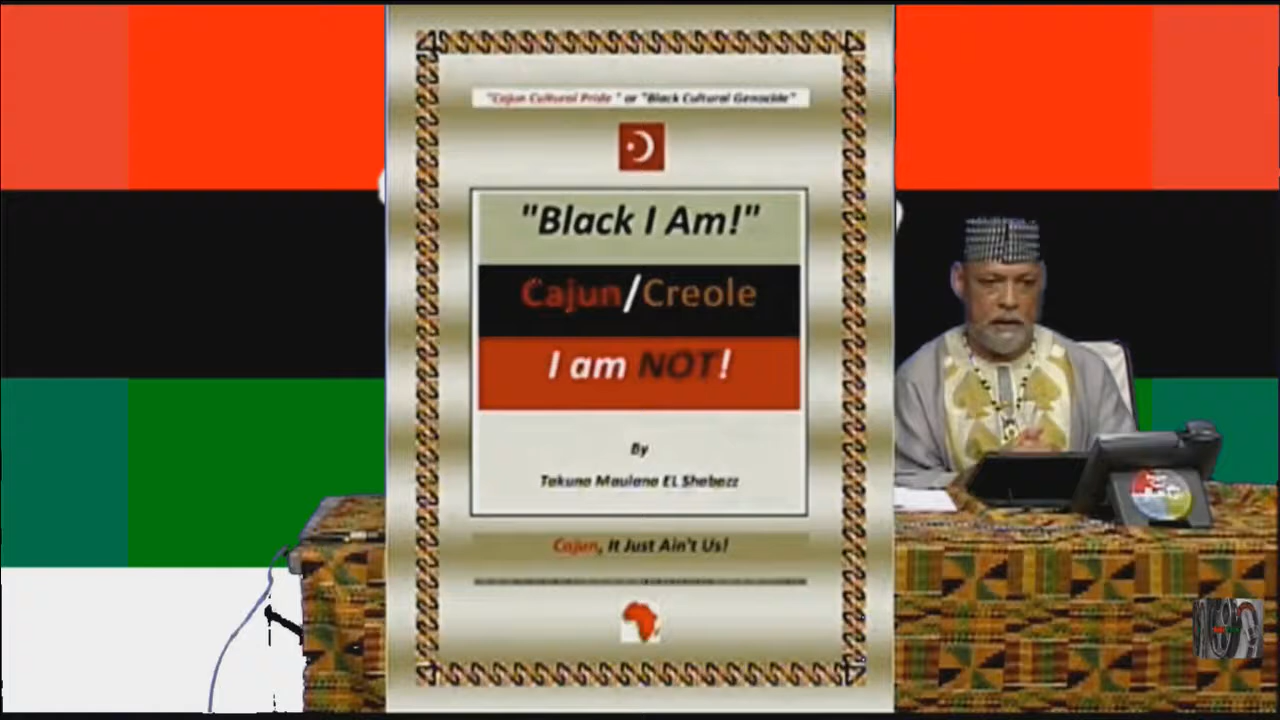 "Cajun Cultural Pride " or "Black Cultural Genocide"
"Black I Am!"
Cajun/Creole
I am NOT!
By
Takuna Maulana EL Shabazz
Cajun, It Just Ain't Us!